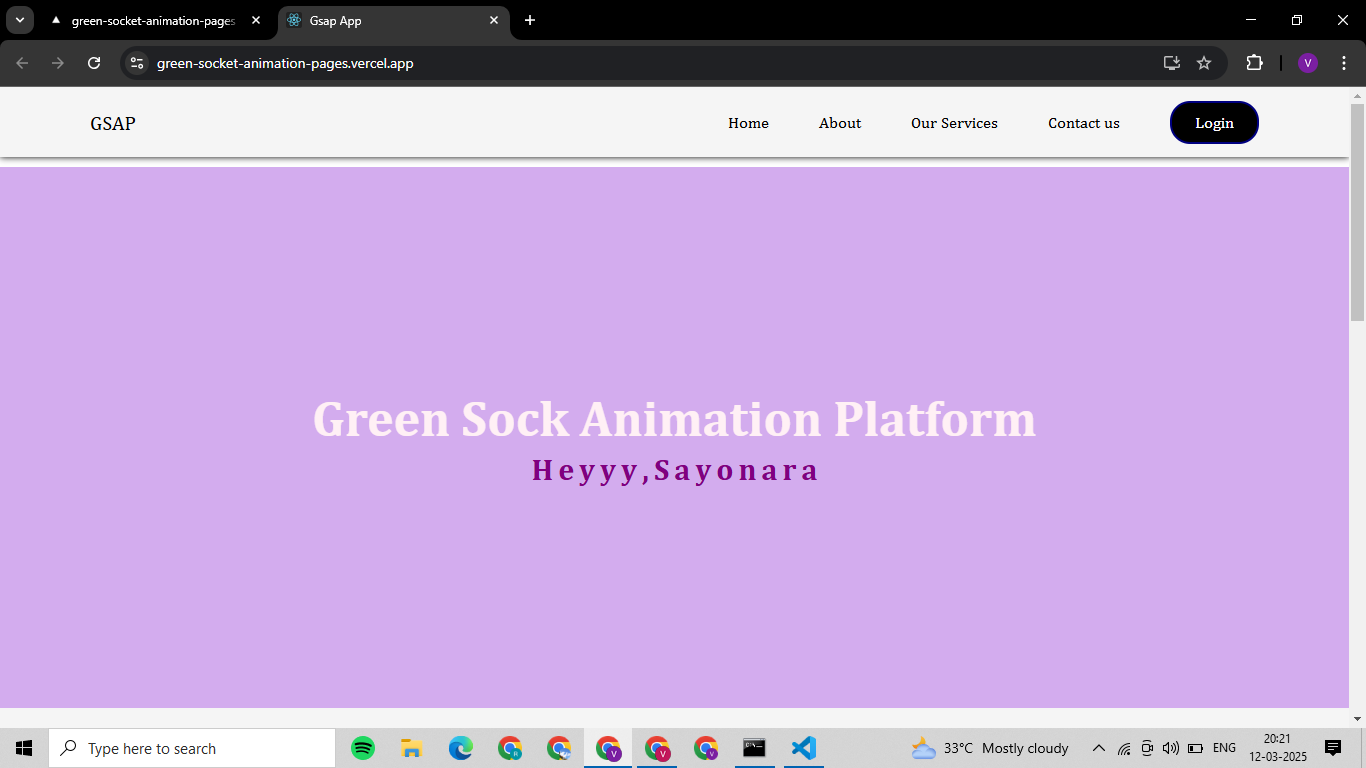 green-socket-animation-pages
Gsap App
green-socket-animation-pages.vercel.app
V
GSAP
Home
About
Our Services
Contact us
Login
Green Sock Animation Platform
Heyyy,Sayonara
Type here to search
V
V
V
33°C Mostly cloudy
ENG
20:21
12-03-2025